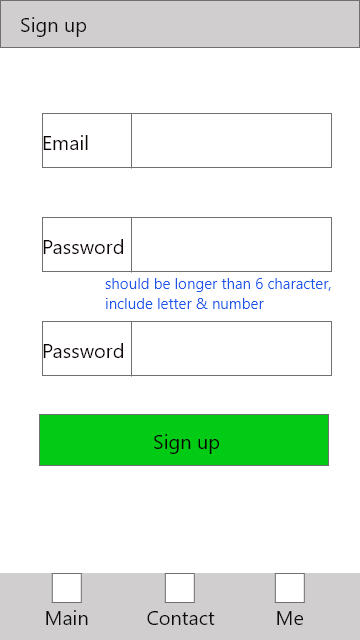 Sign up
Email
Password
should be longer than 6 character,
include letter & number
Password
Sign up
Main Contact Me